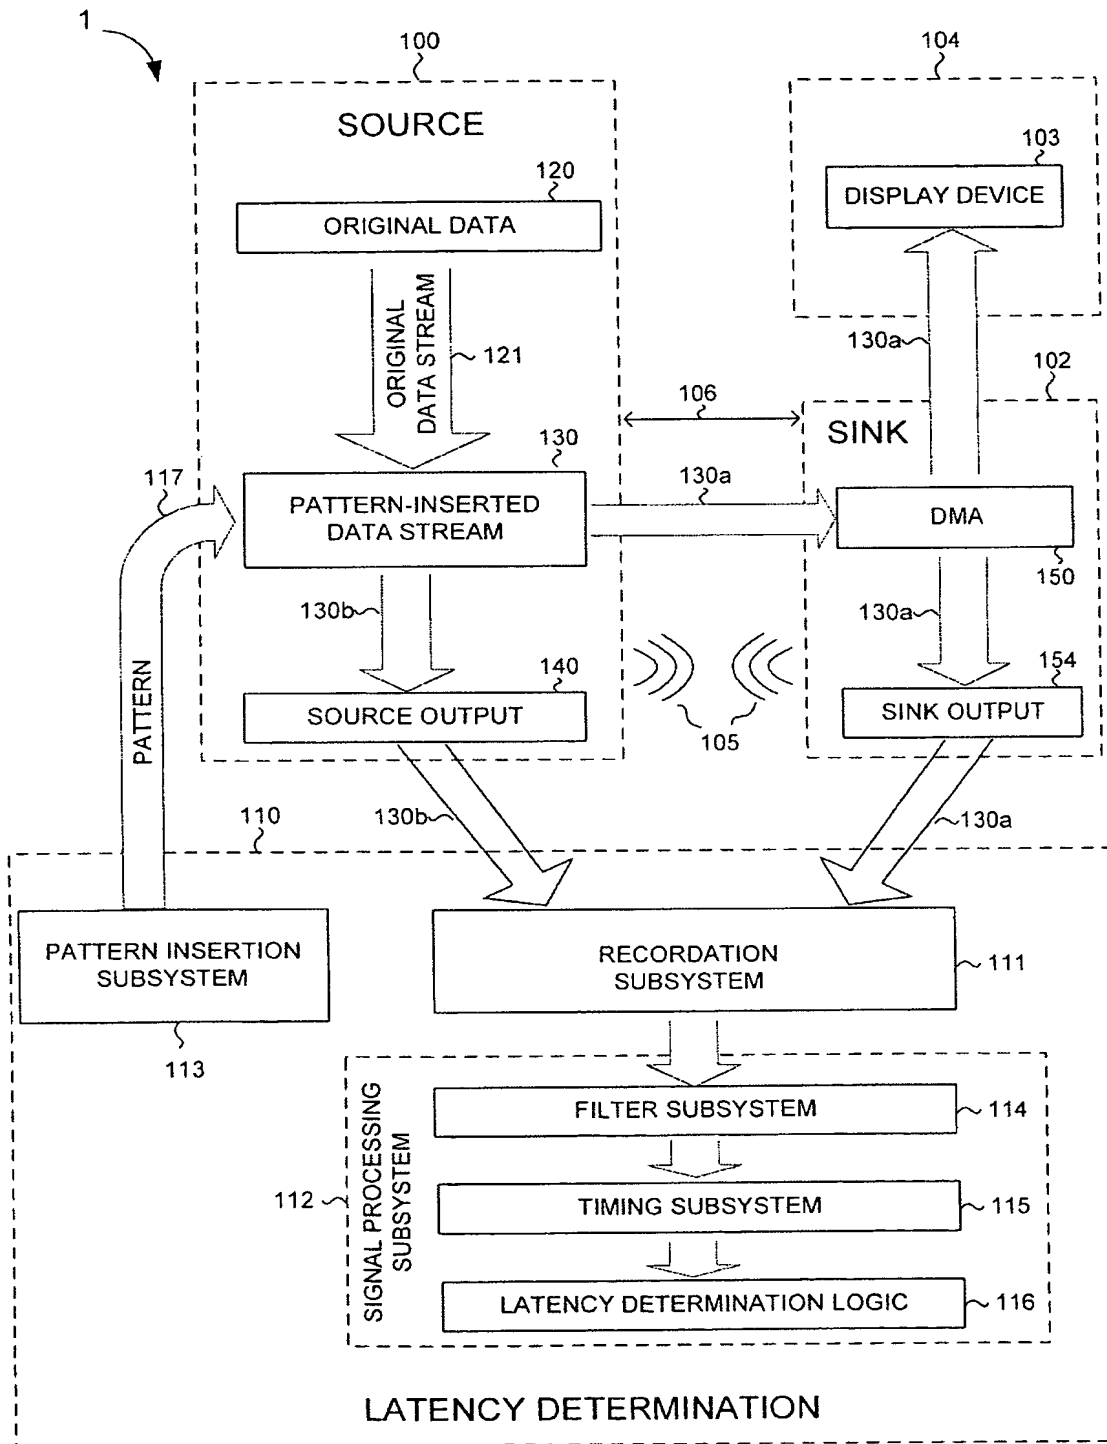 1
100
104
SOURCE
120
ORIGINAL DATA
103
DISPLAY DEVICE
ORIGINAL
DATA STREAM
121
130a
102
106
SINK
117
130
PATTERN-INSERTED
DATA STREAM
130a
DMA
150
130b
130a
PATTERN
140
SOURCE OUTPUT
105
154
SINK OUTPUT
110
130b
130a
PATTERN INSERTION
SUBSYSTEM
113
RECORDATION
SUBSYSTEM
111
112
SIGNAL PROCESSING
SUBSYSTEM
FILTER SUBSYSTEM
114
TIMING SUBSYSTEM
115
LATENCY DETERMINATION LOGIC
116
LATENCY DETERMINATION